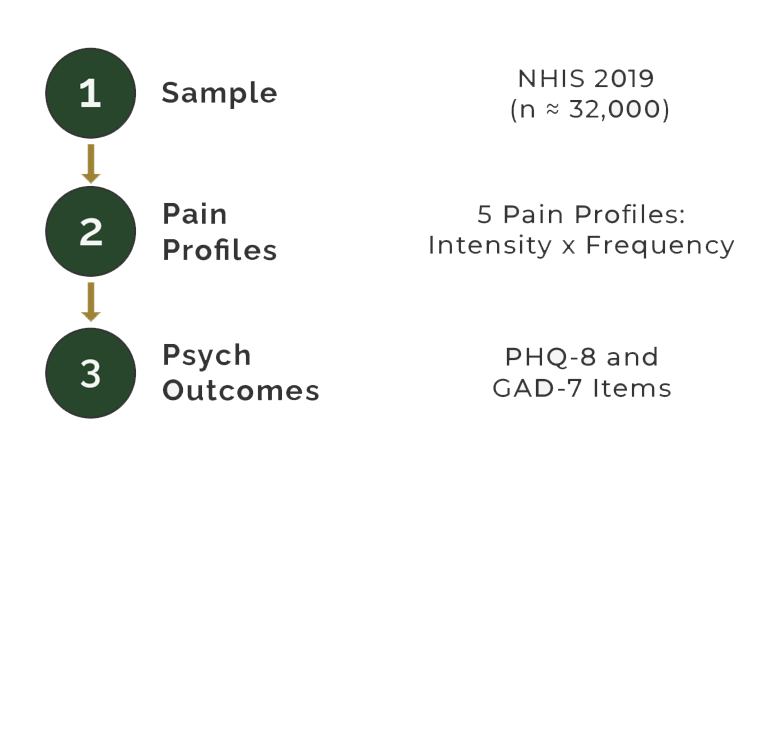 1
Sample
NHIS 2019
(n ≈ 32,000)
2
Pain
Profiles
5 Pain Profiles:
Intensity x Frequency
3
Psych
Outcomes
PHQ-8 and
GAD-7 Items